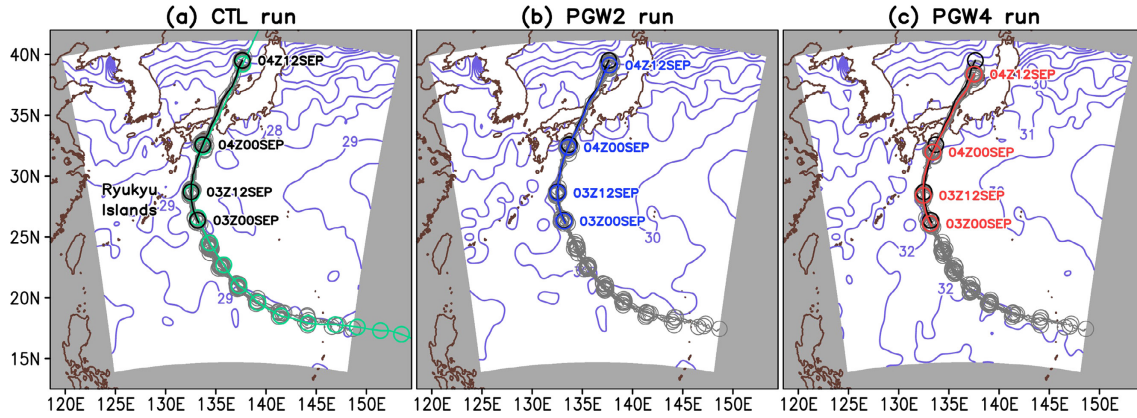 (a) CTL run
(b) PGW2 run
(c) PGW4 run
40N
35N
30N
25N
20N
15N
04Z12SEP
04Z00SEP
03Z12SEP
03Z00SEP
Ryukyu
Islands
28
29
29
29
04Z12SEP
04Z00SEP
03Z12SEP
03Z00SEP
30
04Z12SEP
04Z00SEP
03Z12SEP
03Z00SEP
30
31
32
32
120E 125E 130E 135E 140E 145E 150E
120E 125E 130E 135E 140E 145E 150E
120E 125E 130E 135E 140E 145E 150E